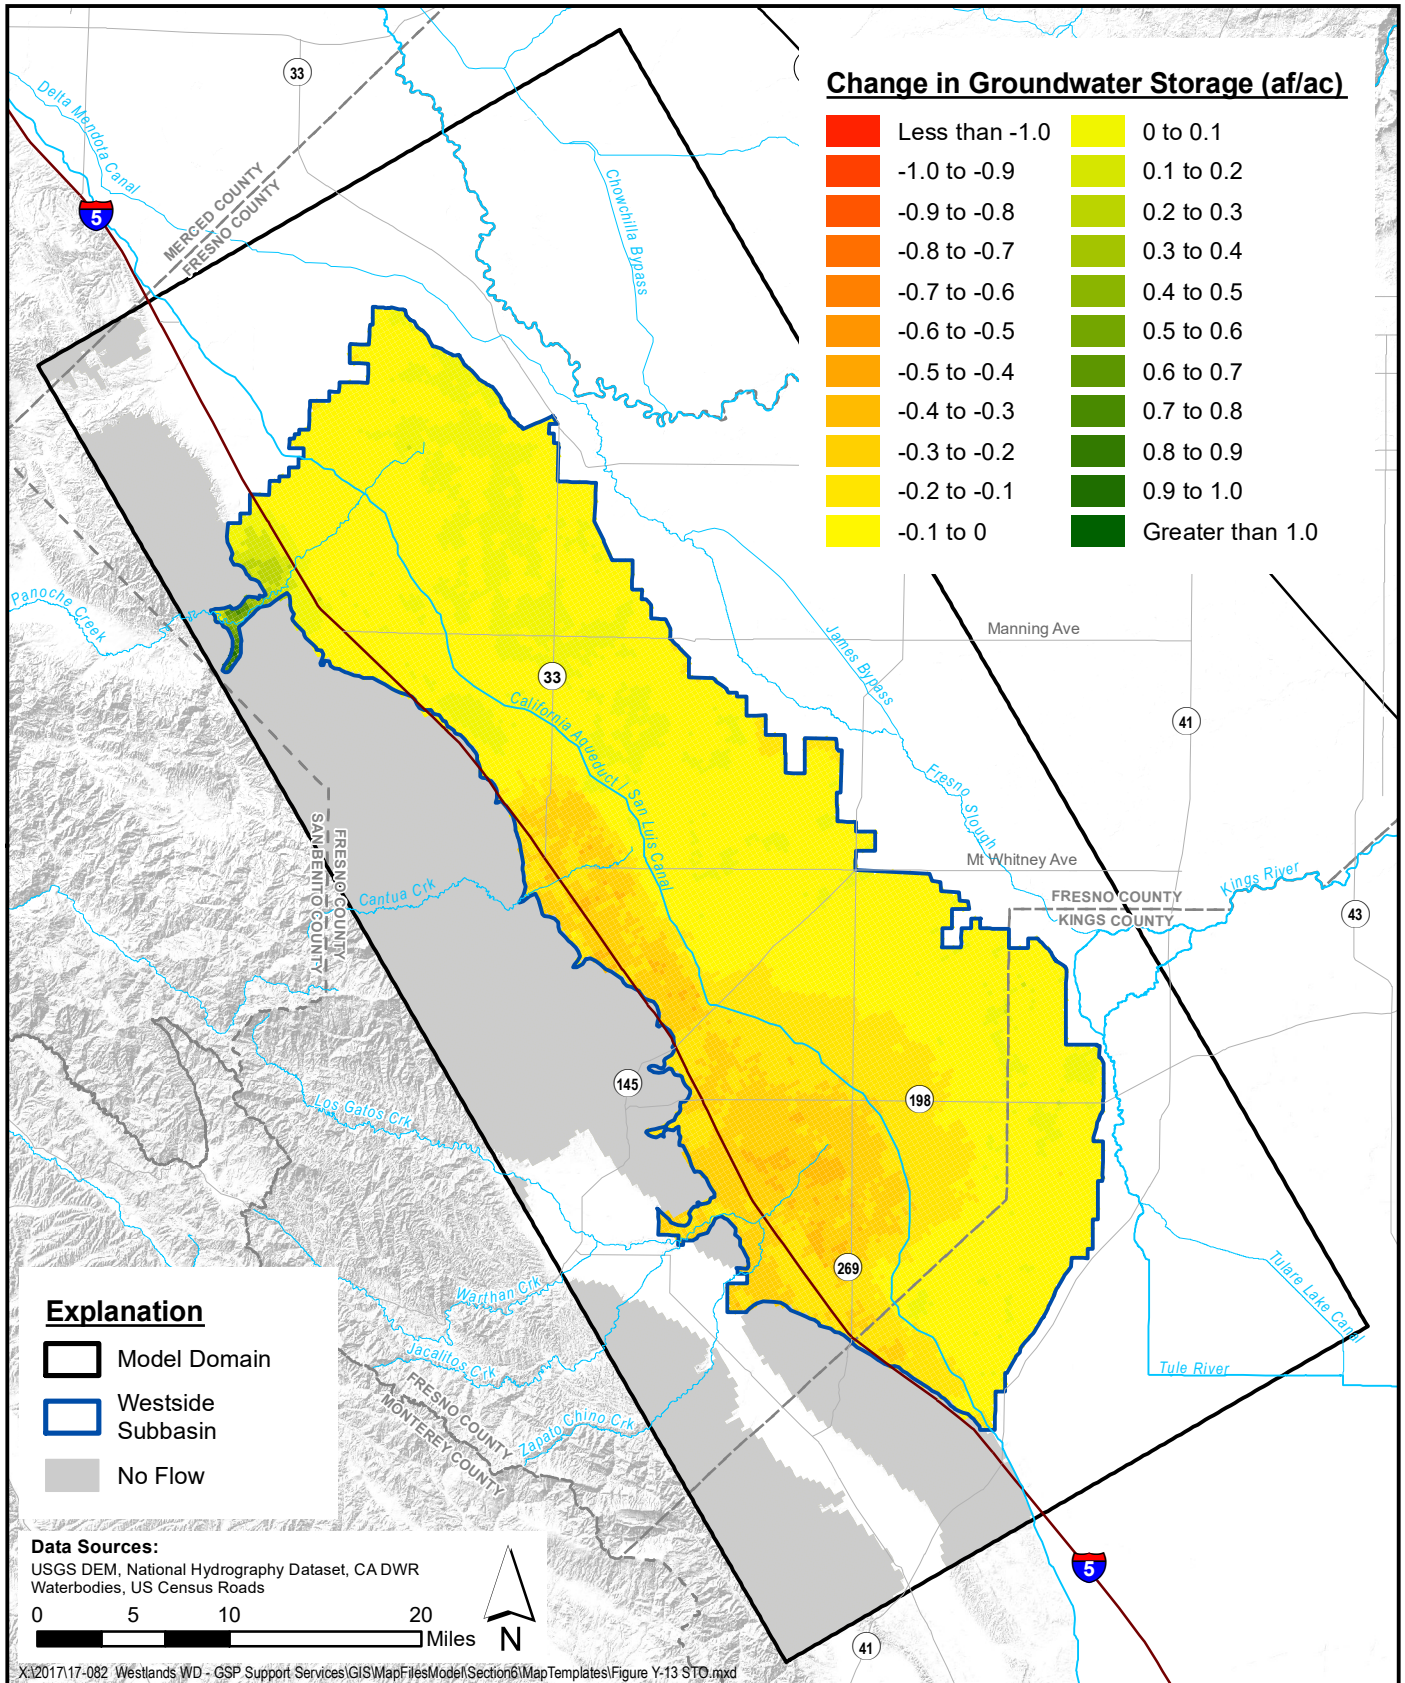 33
Delta Mendota Canal
MERCED COUNTY
FRESNO COUNTY
5
Chowchilla Bypass
Change in Groundwater Storage (af/ac)
Less than -1.0
-1.0 to -0.9
-0.9 to -0.8
-0.8 to -0.7
-0.7 to -0.6
-0.6 to -0.5
-0.5 to -0.4
-0.4 to -0.3
-0.3 to -0.2
-0.2 to -0.1
-0.1 to 0
0 to 0.1
0.1 to 0.2
0.2 to 0.3
0.3 to 0.4
0.4 to 0.5
0.5 to 0.6
0.6 to 0.7
0.7 to 0.8
0.8 to 0.9
0.9 to 1.0
Greater than 1.0
Panoche Creek
Manning Ave
James Bypass
33
41
California Aqueduct / San Luis Canal
Fresno Slough
Mt Whitney Ave
Kings River
FRESNO COUNTY
KINGS COUNTY
43
SAN BENITO COUNTY
FRESNO COUNTY
Cantua Crk
145
198
Los Gatos Crk
269
Warthan Crk
Jacalitos Crk
Zapato Chino Crk
FRESNO COUNTY
MONTEREY COUNTY
Tulare Lake Canal
Tule River
Explanation
Model Domain
Westside
Subbasin
No Flow
Data Sources:
USGS DEM, National Hydrography Dataset, CA DWR
Waterbodies, US Census Roads
0 5 10 20
Miles
N
5
41
X:\2017\17-082 Westlands WD - GSP Support Services\GIS\MapFilesModel\Section6\MapTemplates\Figure Y-13 STO.mxd